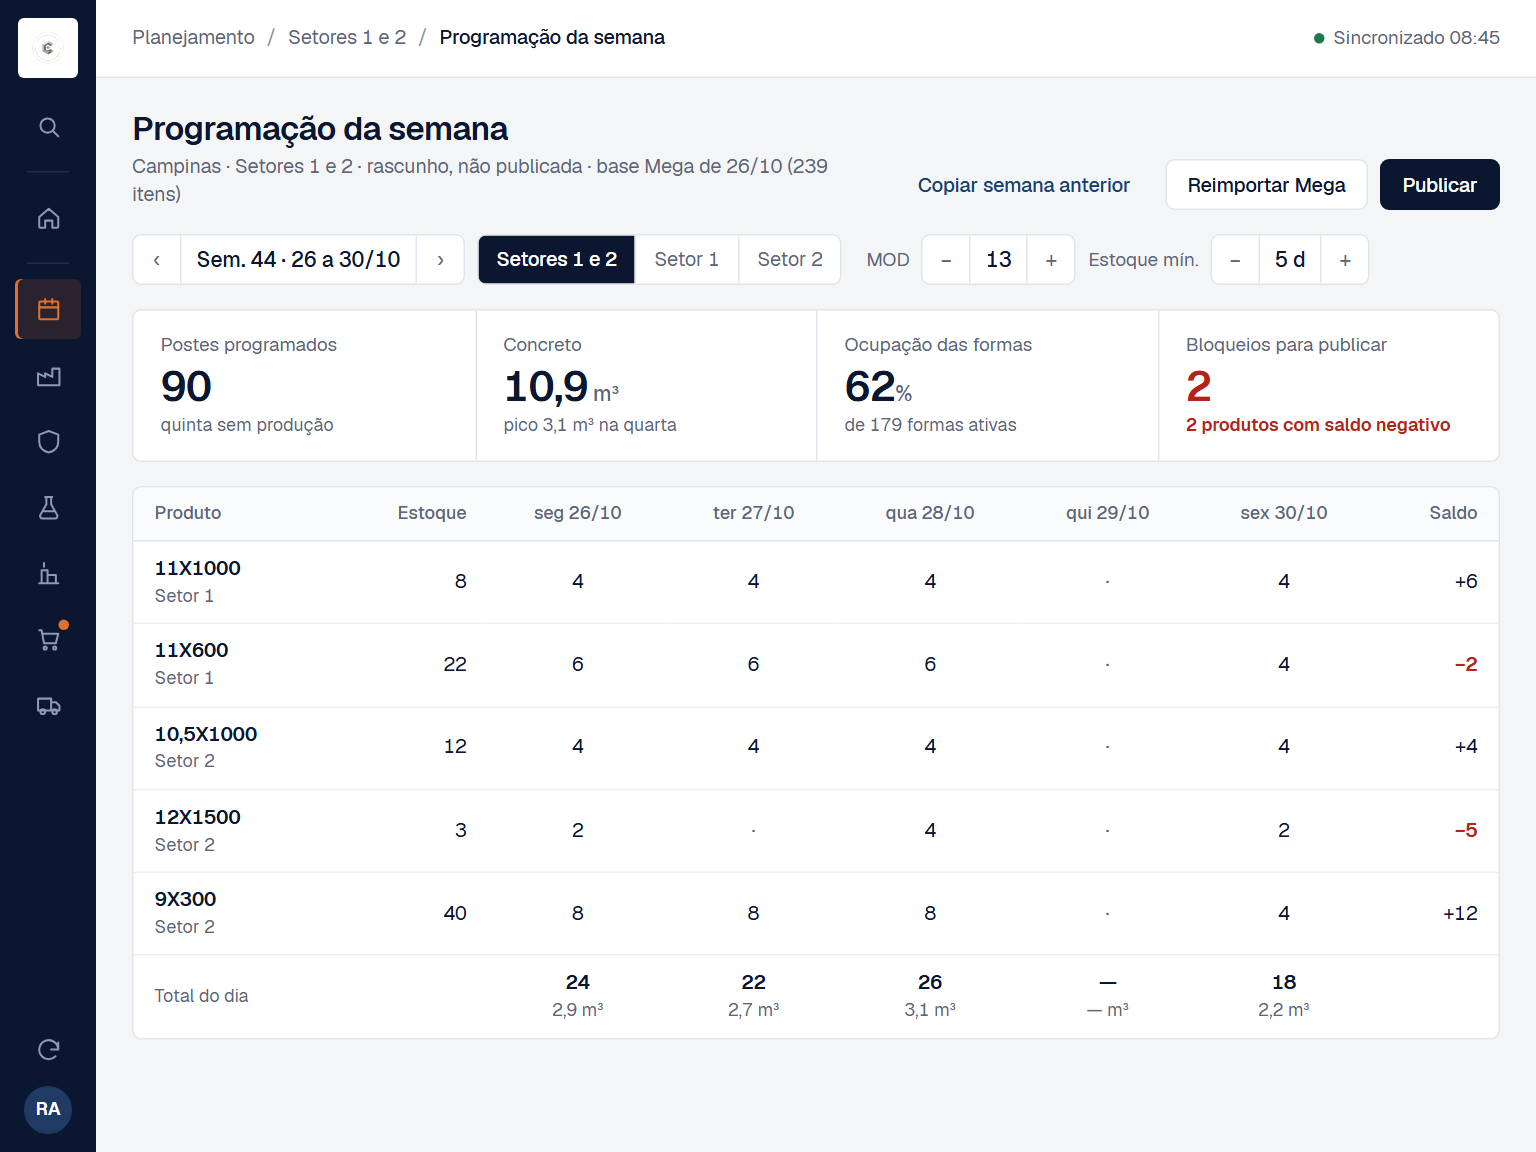 Planejamento / Setores 1 e 2 / Programação da semana
Sincronizado 08:45
Programação da semana
Campinas · Setores 1 e 2 · rascunho, não publicada · base Mega de 26/10 (239
itens)
Copiar semana anterior
Reimportar Mega
Publicar
‹ Sem. 44 · 26 a 30/10 ›
Setores 1 e 2 Setor 1 Setor 2
MOD − 13 +
Estoque mín. − 5 d +
Postes programados
90
quinta sem produção
Concreto
10,9 m³
pico 3,1 m³ na quarta
Ocupação das formas
62%
de 179 formas ativas
Bloqueios para publicar
2
2 produtos com saldo negativo
Produto Estoque seg 26/10 ter 27/10 qua 28/10 qui 29/10 sex 30/10 Saldo
11X1000
Setor 1
8 4 4 4 · 4 +6
11X600
Setor 1
22 6 6 6 · 4 −2
10,5X1000
Setor 2
12 4 4 4 · 4 +4
12X1500
Setor 2
3 2 · 4 · 2 −5
9X300
Setor 2
40 8 8 8 · 4 +12
Total do dia
24 22 26 — 18
2,9 m³ 2,7 m³ 3,1 m³ — m³ 2,2 m³
RA